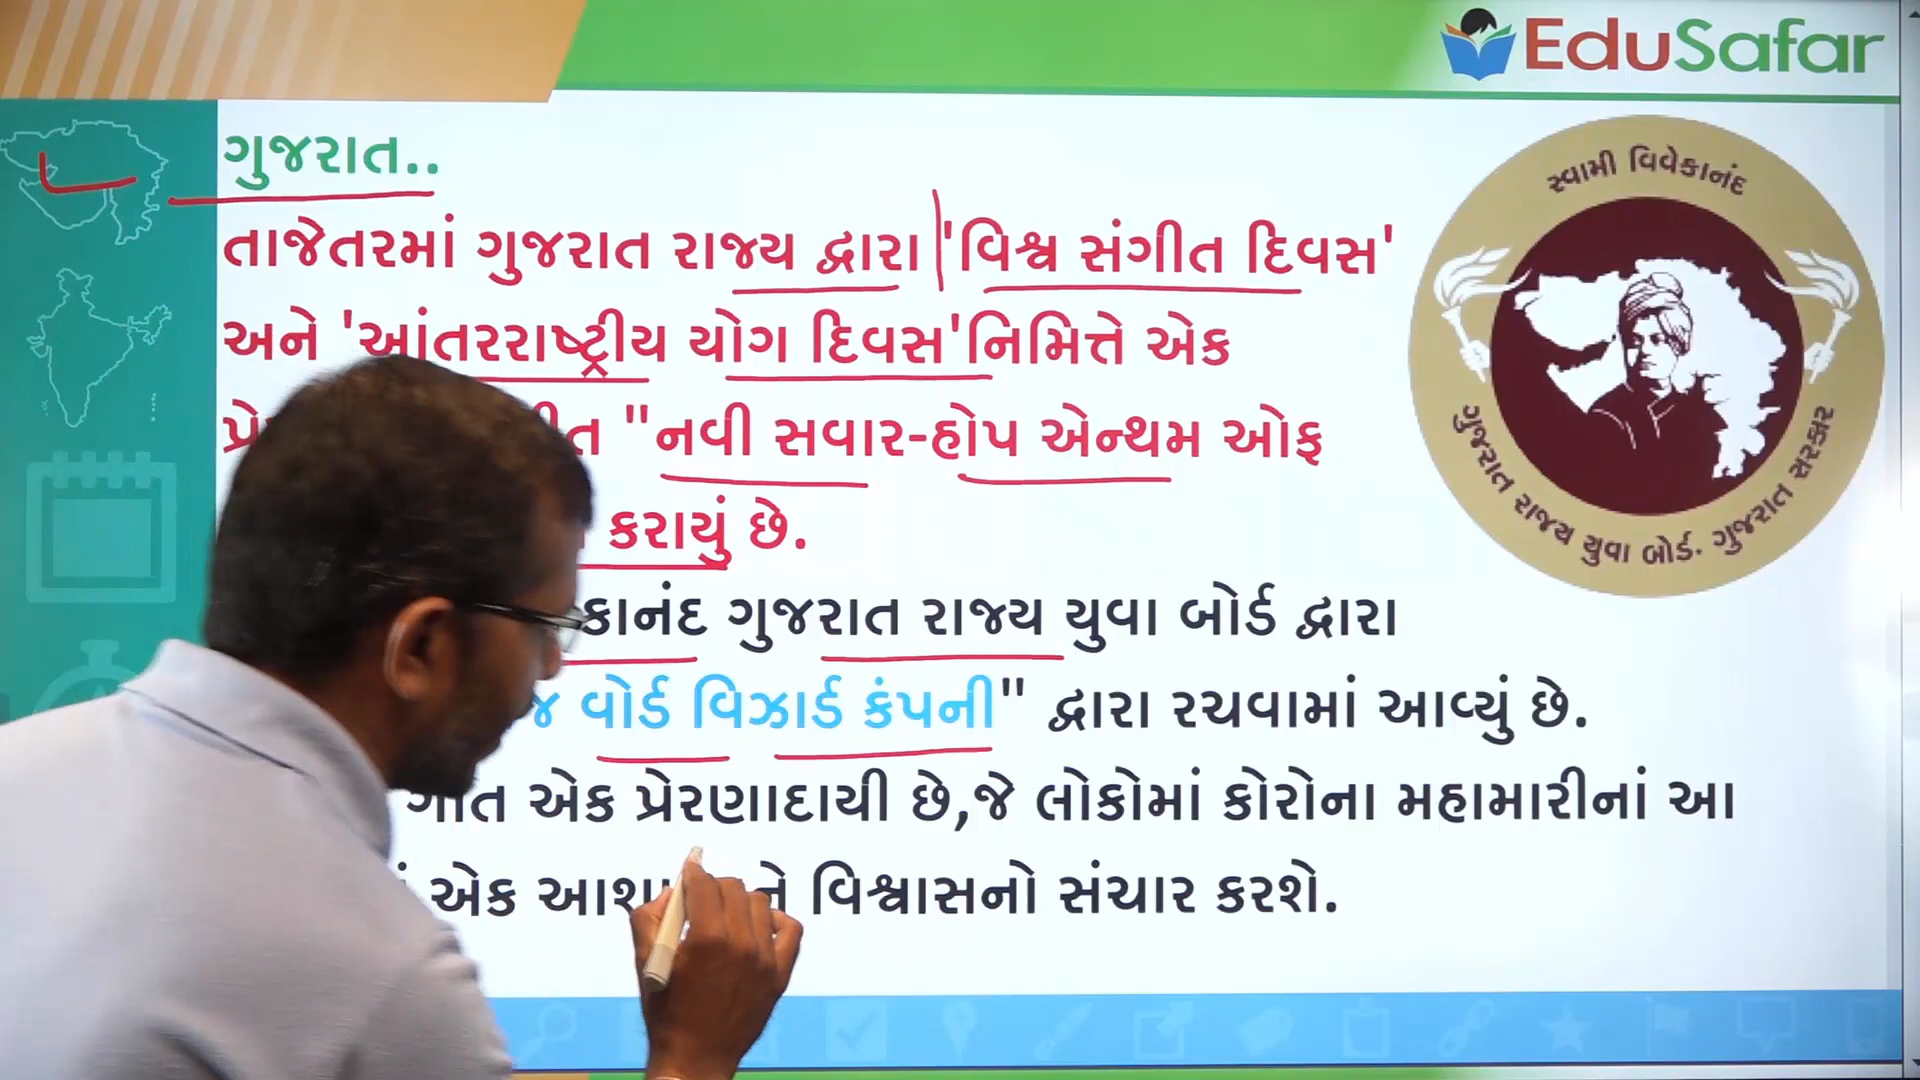 EduSafar
ગુજરાત..
તાજેતરમાં ગુજરાત રાજ્ય દ્વારા 'વિશ્વ સંગીત દિવસ'
અને 'આંતરરાષ્ટ્રીય યોગ દિવસ'નિમિત્તે એક
"નવી સવાર-હોપ એન્થમ ઓફ
કરાયું છે.
ગુજરાત રાજ્ય યુવા બોર્ડ દ્વારા
વોર્ડ વિઝાર્ડ કંપની" દ્વારા રચવામાં આવ્યું છે.
એક પ્રેરણાદાયી છે,જે લોકોમાં કોરોના મહામારીનાં આ
એક વિશ્વાસનો સંચાર કરશે.
સ્વામી વિવેકાનંદ
ગુજરાત રાજ્ય યુવા બોર્ડ. ગુજરાત સરકાર